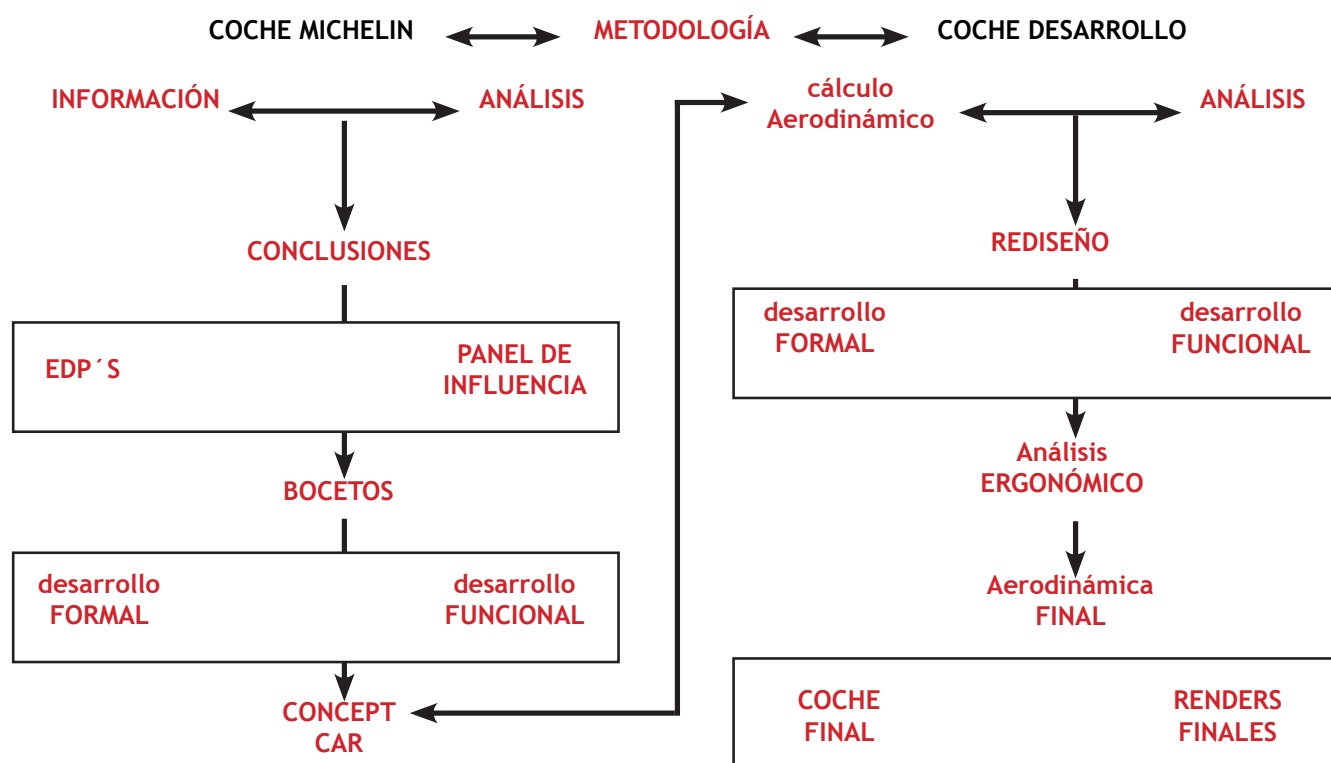 COCHE MICHELIN METODOLOGÍA COCHE DESARROLLO
INFORMACIÓN ANÁLISIS
CONCLUSIONES
EDP´S
PANEL DE
INFLUENCIA
BOCETOS
desarrollo
FORMAL
desarrollo
FUNCIONAL
CONCEPT
CAR
cálculo
Aerodinámico
ANÁLISIS
REDISEÑO
desarrollo
FORMAL
desarrollo
FUNCIONAL
Análisis
ERGONÓMICO
Aerodinámica
FINAL
COCHE
FINAL
RENDERS
FINALES